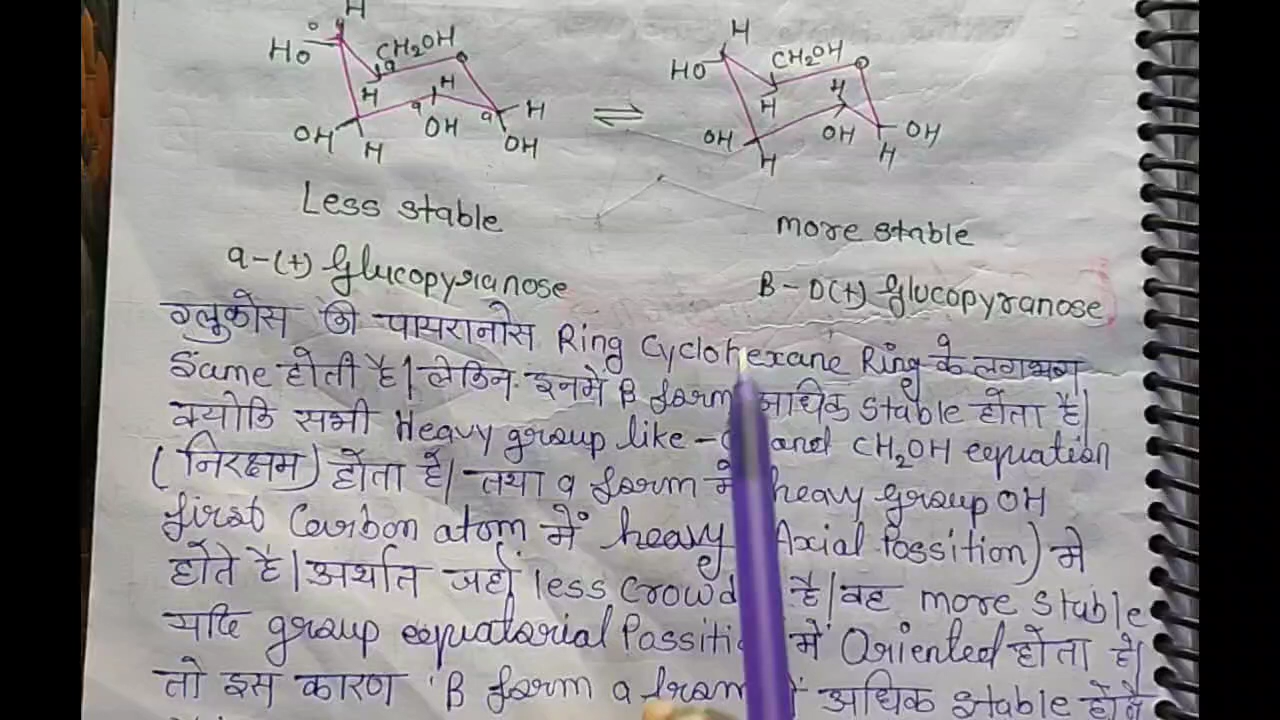 H H
HO CH2OH HO CH2OH
H H H H
OH OH H OH OH OH
H OH H H
Less stable more stable
a-(+) Glucopyranose B-D(+) Glucopyranose
ग्लुकोस की पायरानोस Ring Cyclohexane Ring के लगभग
Same होती है। लेकिन इनमे B form अधिक stable होता है।
क्योकि सभी Heavy group like - and CH2OH equation
(निरक्षम) होता है। तथा a form मे heavy group OH
first Carbon atom में heavy (Axial Possition) मे
होते है। अर्थात जहाँ less crowd है। वह more stable
यदि group equatorial Possiti में Oriented होता है।
तो इस कारण B form a from से अधिक stable होने